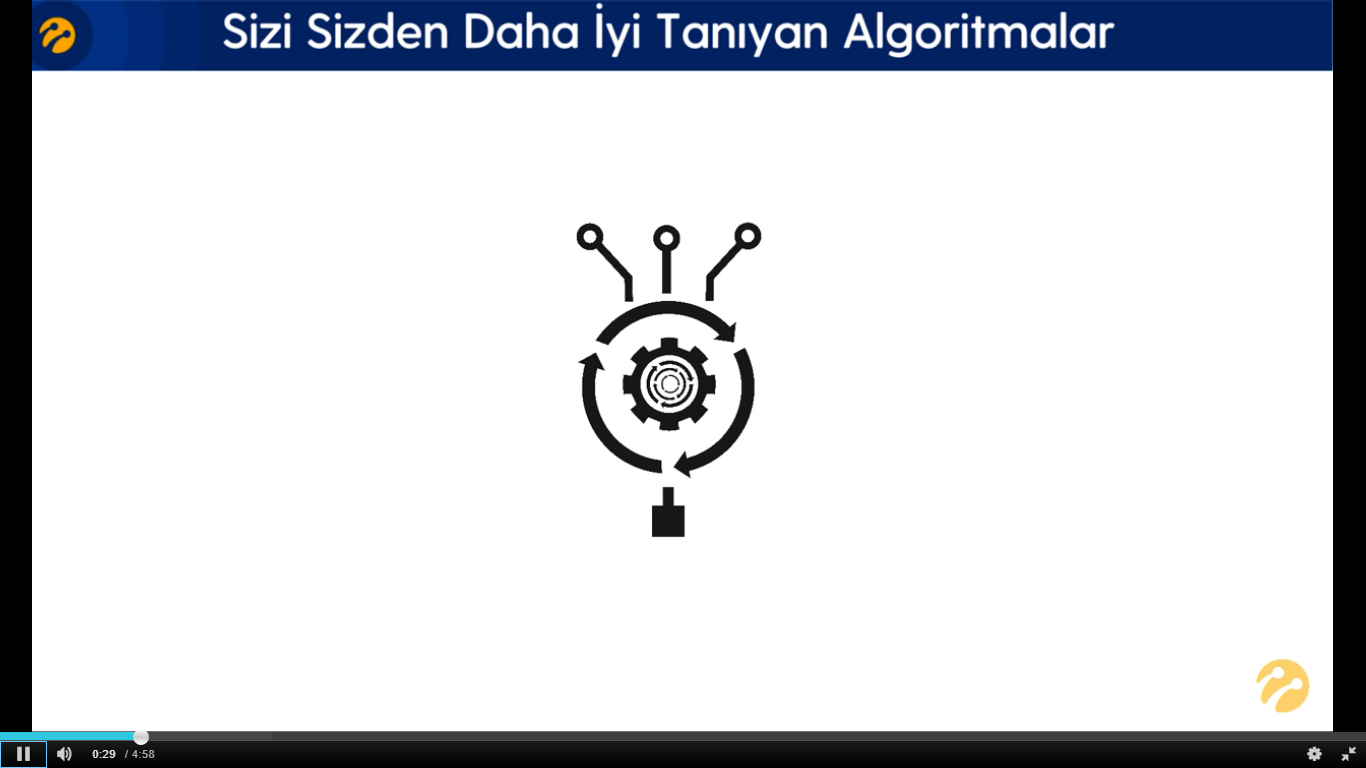 Sizi Sizden Daha İyi Tanıyan Algoritmalar
0:29 / 4:58